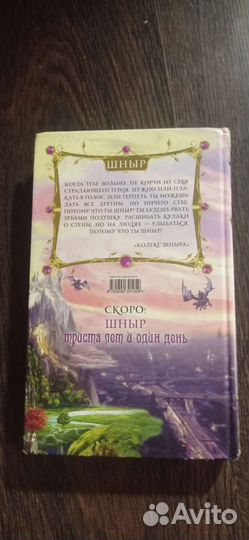 ШНЫР
КОГДА ТЕБЕ БОЛЬНО, НЕ КОРЧИ ИЗ СЕБЯ
СТРАДАЮЩЕГО ГЕРОЯ. НУЖНО ИЛИ ПЛА-
КАТЬ В ГОЛОС, ИЛИ ТЕРПЕТЬ. ТЫ МОЖЕШЬ
ДАТЬ ВСЕ ДРУГИМ, НО НИЧЕГО СЕБЕ.
ПОТОМУ ЧТО ТЫ ШНЫР! ТЫ БУДЕШЬ РВАТЬ
ЗУБАМИ ПОДУШКУ, РАСШИБАТЬ КУЛАКИ
О СТЕНЫ, НО НА ЛЮДЯХ — УЛЫБАТЬСЯ.
ПОТОМУ ЧТО ТЫ ШНЫР!
«КОДЕКС ШНЫРА»
СКОРО:
ШНЫР
ТРИСТА ЛЕТ И ОДИН ДЕНЬ
Avito